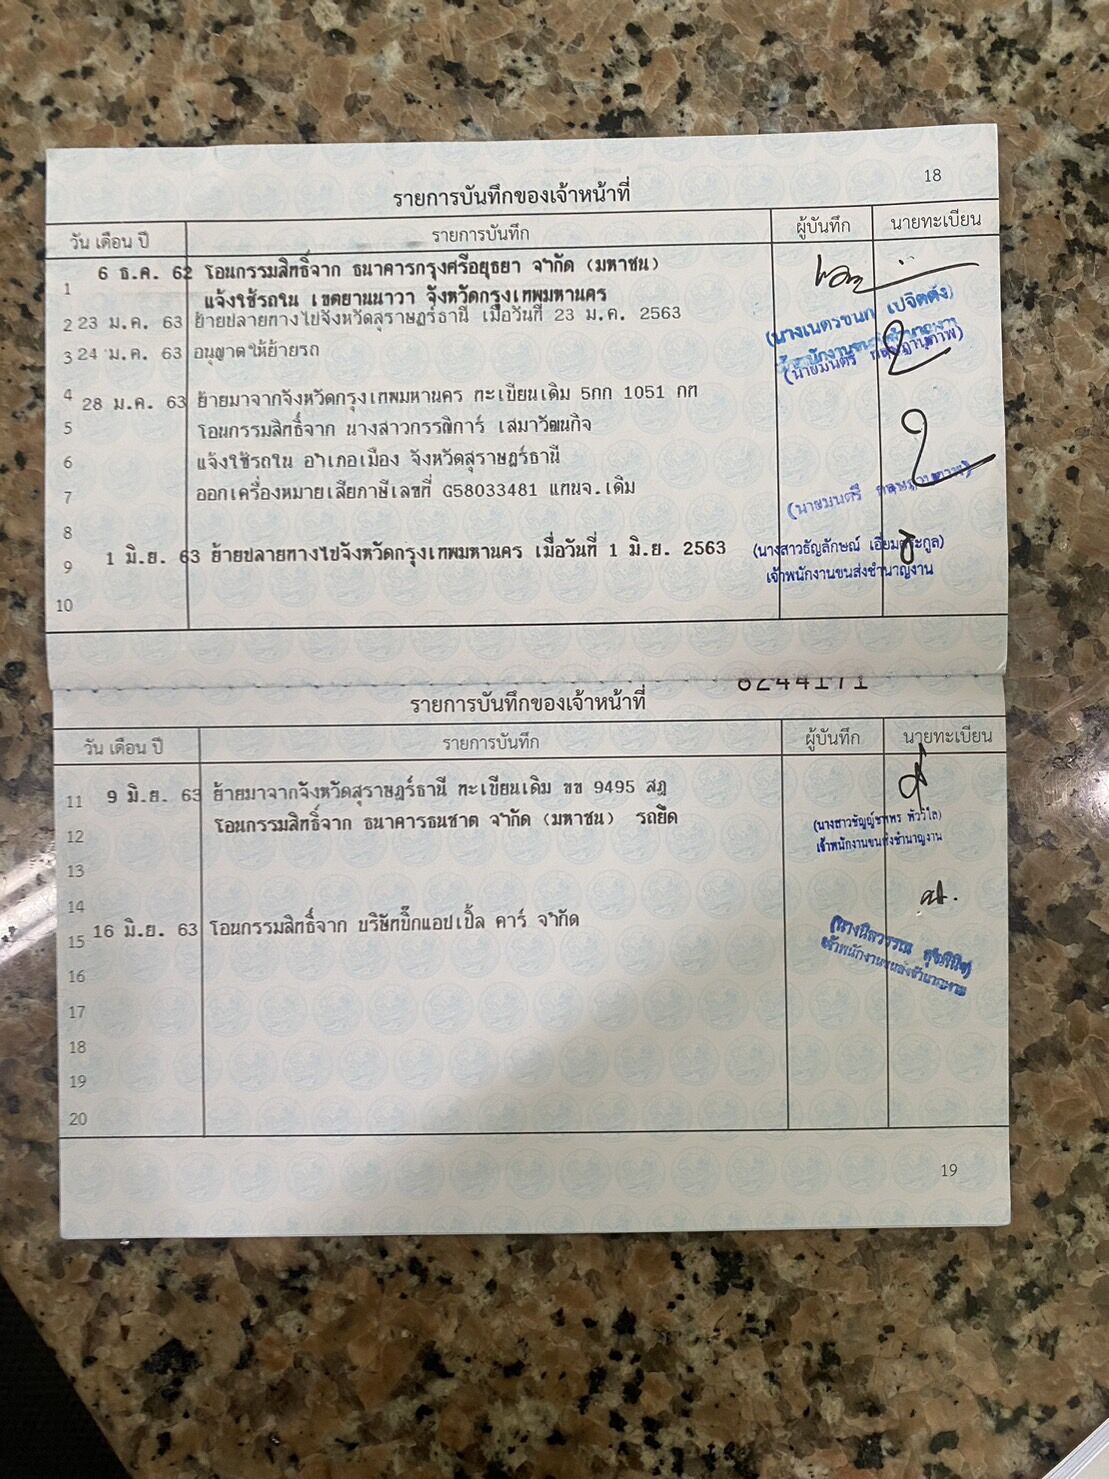 18
รายการบันทึกของเจ้าหน้าที่
วัน เดือน ปี รายการบันทึก ผู้บันทึก นายทะเบียน
1 6 ธ.ค. 62 โอนกรรมสิทธิ์จาก ธนาคารกรุงศรีอยุธยา จำกัด (มหาชน)
แจ้งใช้รถใน เขตยานนาวา จังหวัดกรุงเทพมหานคร
2 23 ม.ค. 63 ย้ายปลายทางไปจังหวัดสุราษฎร์ธานี เมื่อวันที่ 23 ม.ค. 2563
3 24 ม.ค. 63 อนุญาตให้ย้ายรถ
(นายมนตรี
4 28 ม.ค. 63 ย้ายมาจากจังหวัดกรุงเทพมหานคร ทะเบียนเดิม 5กก 1051 กท
5 โอนกรรมสิทธิ์จาก นางสาวกรรณิการ์ เสมาวัฒนกิจ
6 แจ้งใช้รถใน อำเภอเมือง จังหวัดสุราษฎร์ธานี
7 ออกเครื่องหมายเสียภาษีเลขที่ G58033481 แทนจ.เดิม
(นายมนตรี
8
9 1 มิ.ย. 63 ย้ายปลายทางไปจังหวัดกรุงเทพมหานคร เมื่อวันที่ 1 มิ.ย. 2563
(นางสาวธัญลักษณ์
เจ้าพนักงานขนส่งชำนาญงาน
10
6244171
รายการบันทึกของเจ้าหน้าที่
วัน เดือน ปี รายการบันทึก ผู้บันทึก นายทะเบียน
11 9 มิ.ย. 63 ย้ายมาจากจังหวัดสุราษฎร์ธานี ทะเบียนเดิม ขข 9495 สฎ
12 โอนกรรมสิทธิ์จาก ธนาคารธนชาต จำกัด (มหาชน) รถยึด
เจ้าพนักงานขนส่งชำนาญงาน
13
14
15 16 มิ.ย. 63 โอนกรรมสิทธิ์จาก บริษัทบิ๊กแอปเปิ้ล คาร์ จำกัด
เจ้าพนักงานขนส่งชำนาญงาน
16
17
18
19
20
19